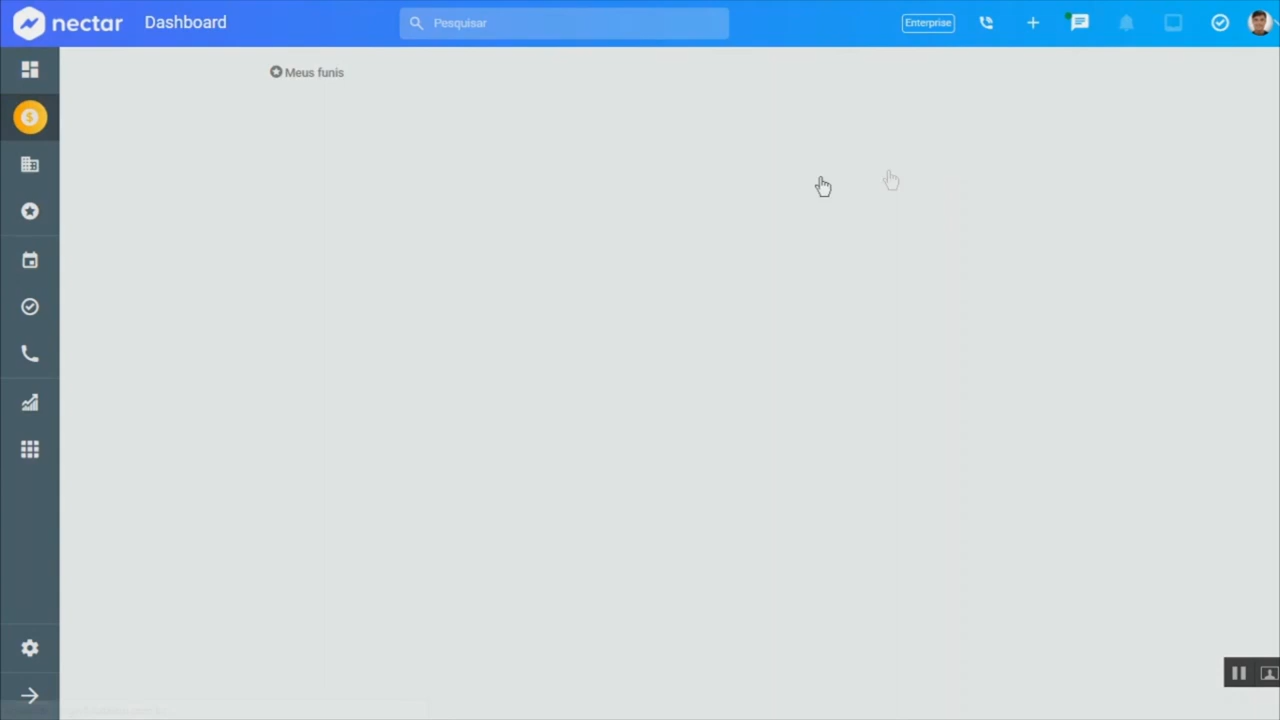 nectar
Dashboard
Pesquisar
Enterprise
Meus funis